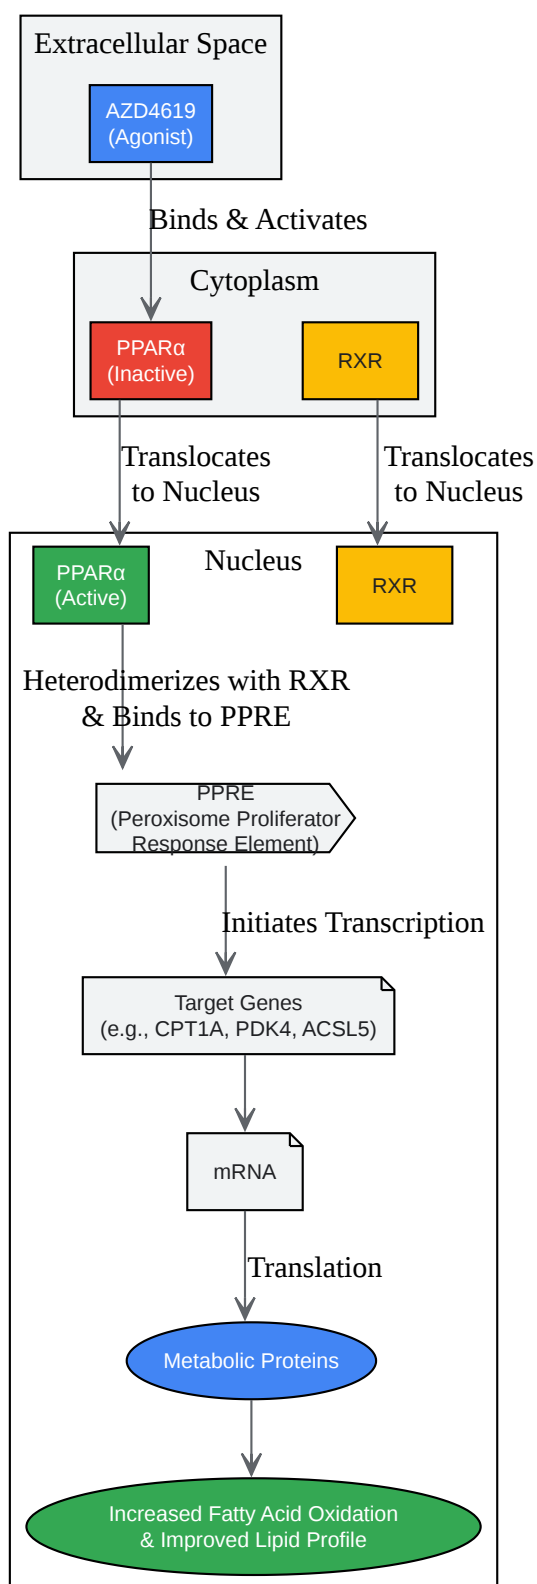 Extracellular Space
AZD4619
(Agonist)
Binds & Activates
Cytoplasm
PPARα
(Inactive)
RXR
Translocates
to Nucleus
Translocates
to Nucleus
Nucleus
PPARα
(Active)
RXR
Heterodimerizes with RXR
& Binds to PPRE
PPRE
(Peroxisome Proliferator
Response Element)
Initiates Transcription
Target Genes
(e.g., CPT1A, PDK4, ACSL5)
mRNA
Translation
Metabolic Proteins
Increased Fatty Acid Oxidation
& Improved Lipid Profile